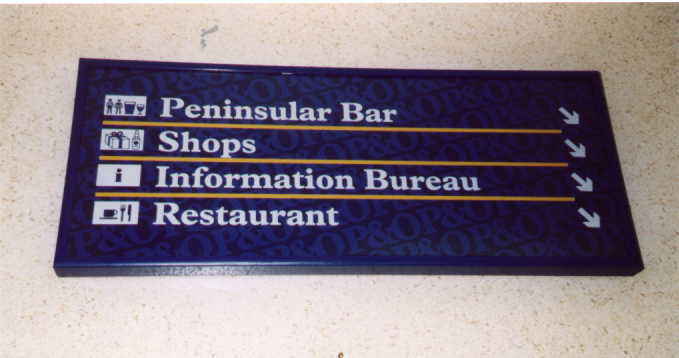 Peninsular Bar
Shops
i Information Bureau
Restaurant